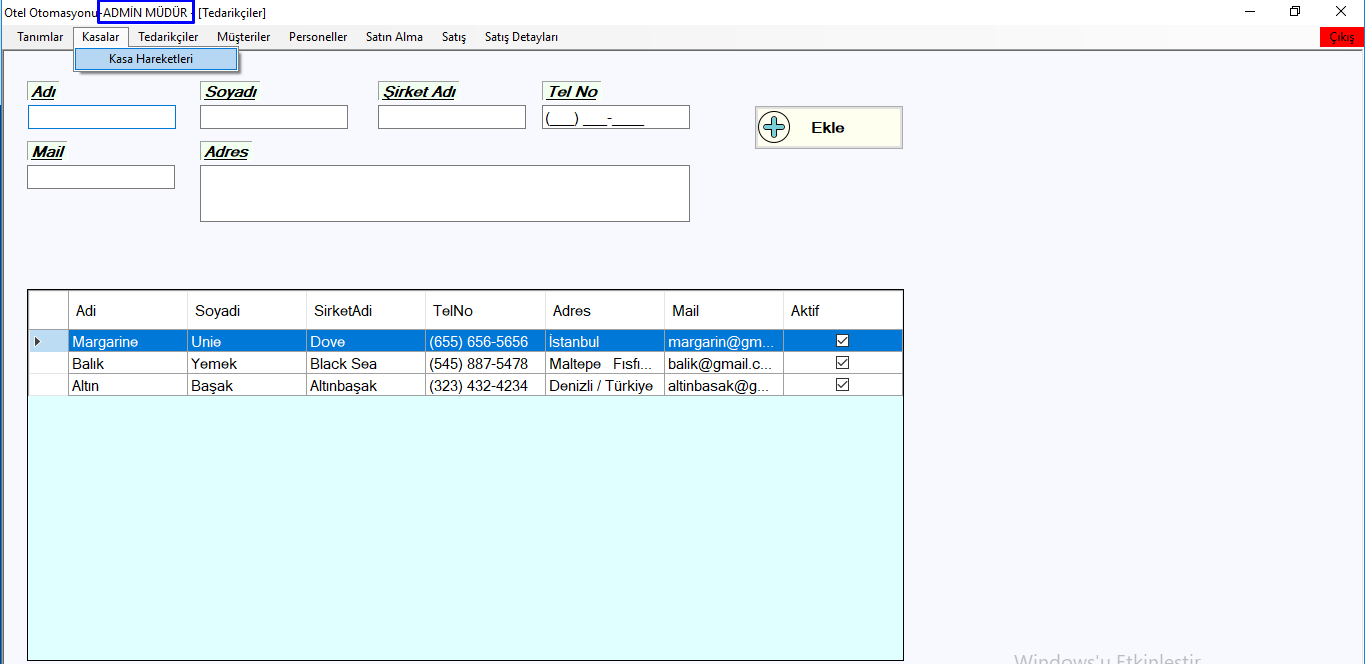 Otel Otomasyonu-ADMİN MÜDÜR - [Tedarikçiler]
Tanımlar Kasalar Tedarikçiler Müşteriler Personeller Satın Alma Satış Satış Detayları Çıkış
Kasa Hareketleri
Adı Soyadı Şirket Adı Tel No
(___) ___-____
Ekle
Mail Adres
Adi Soyadi SirketAdi TelNo Adres Mail Aktif
Margarine Unie Dove (655) 656-5656 İstanbul margarin@gm...
Balık Yemek Black Sea (545) 887-5478 Maltepe Fısfı... balik@gmail.c...
Altın Başak Altınbaşak (323) 432-4234 Denizli / Türkiye altinbasak@g...
Windows'u Etkinleştir